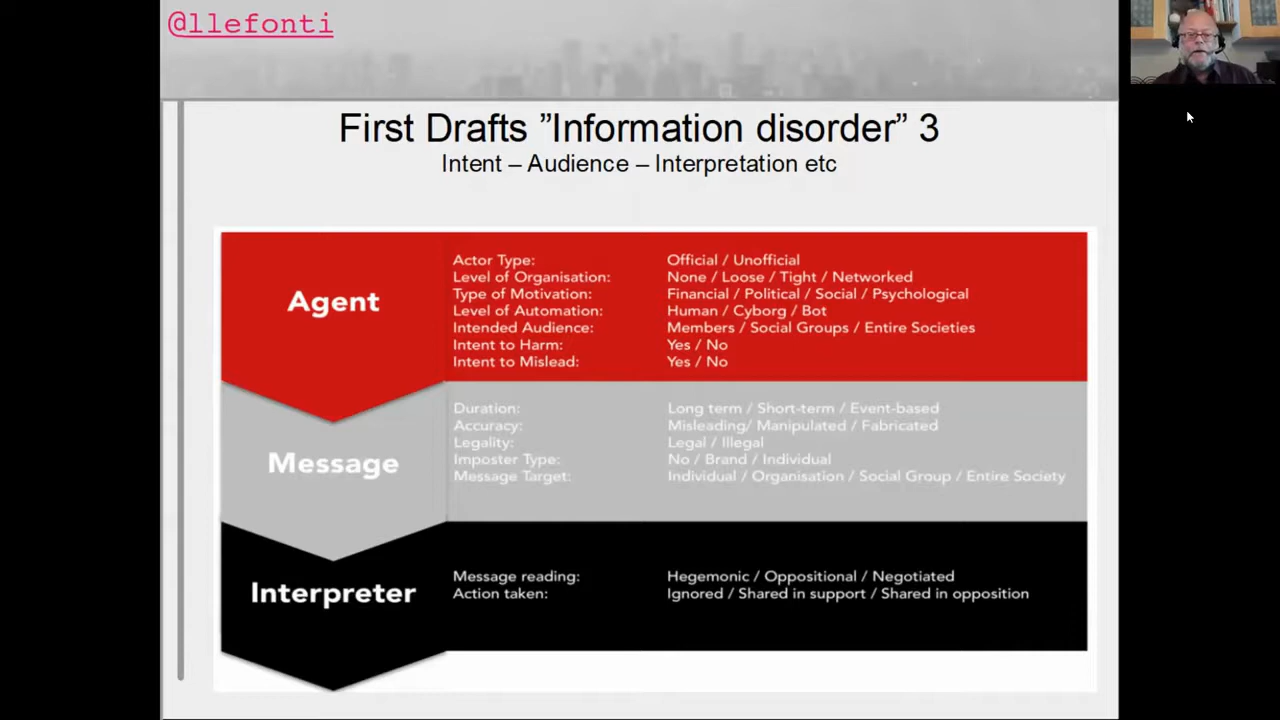 @llefonti
First Drafts ”Information disorder” 3
Intent – Audience – Interpretation etc
Agent
Actor Type: Official / Unofficial
Level of Organisation: None / Loose / Tight / Networked
Type of Motivation: Financial / Political / Social / Psychological
Level of Automation: Human / Cyborg / Bot
Intended Audience: Members / Social Groups / Entire Societies
Intent to Harm: Yes / No
Intent to Mislead: Yes / No
Message
Duration: Long term / Short-term / Event-based
Accuracy: Misleading/ Manipulated / Fabricated
Legality: Legal / Illegal
Imposter Type: No / Brand / Individual
Message Target: Individual / Organisation / Social Group / Entire Society
Interpreter
Message reading: Hegemonic / Oppositional / Negotiated
Action taken: Ignored / Shared in support / Shared in opposition